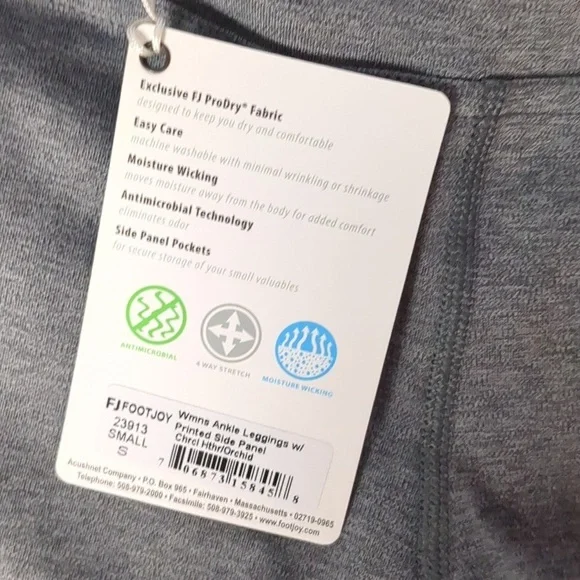 Exclusive FJ ProDry® Fabric
designed to keep you dry and comfortable
Easy Care
machine washable with minimal wrinkling or shrinkage
Moisture Wicking
moves moisture away from the body for added comfort
Antimicrobial Technology
eliminates odor
Side Panel Pockets
for secure storage of your small valuables
ANTIMICROBIAL
4 WAY STRETCH
MOISTURE WICKING
FJ FOOTJOY
23913
SMALL
S
Wmns Ankle Leggings w/
Printed Side Panel
Chrcl Hthr/Orchid
7 06873 15845 8
Acushnet Company • P.O. Box 965 • Fairhaven • Massachusetts • 02719-0965
Telephone: 508-979-2000 • Facsimile: 508-979-3925 • www.footjoy.com